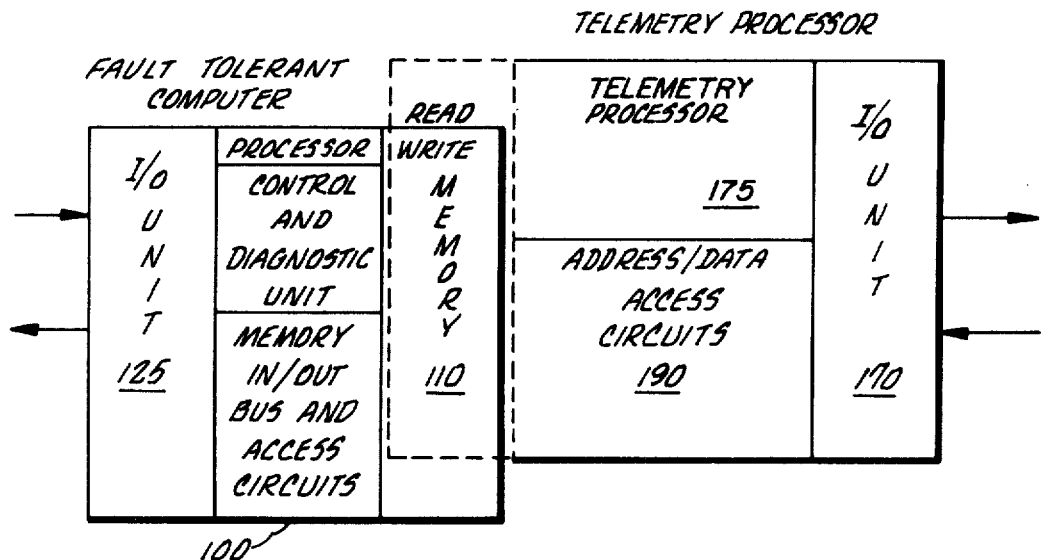 TELEMETRY PROCESSOR
FAULT TOLERANT
COMPUTER
I/O
UNIT
125
PROCESSOR
CONTROL
AND
DIAGNOSTIC
UNIT
MEMORY
IN/OUT
BUS AND
ACCESS
CIRCUITS
READ
WRITE
MEMORY
110
TELEMETRY
PROCESSOR
175
ADDRESS/DATA
ACCESS
CIRCUITS
190
I/O
UNIT
170
100